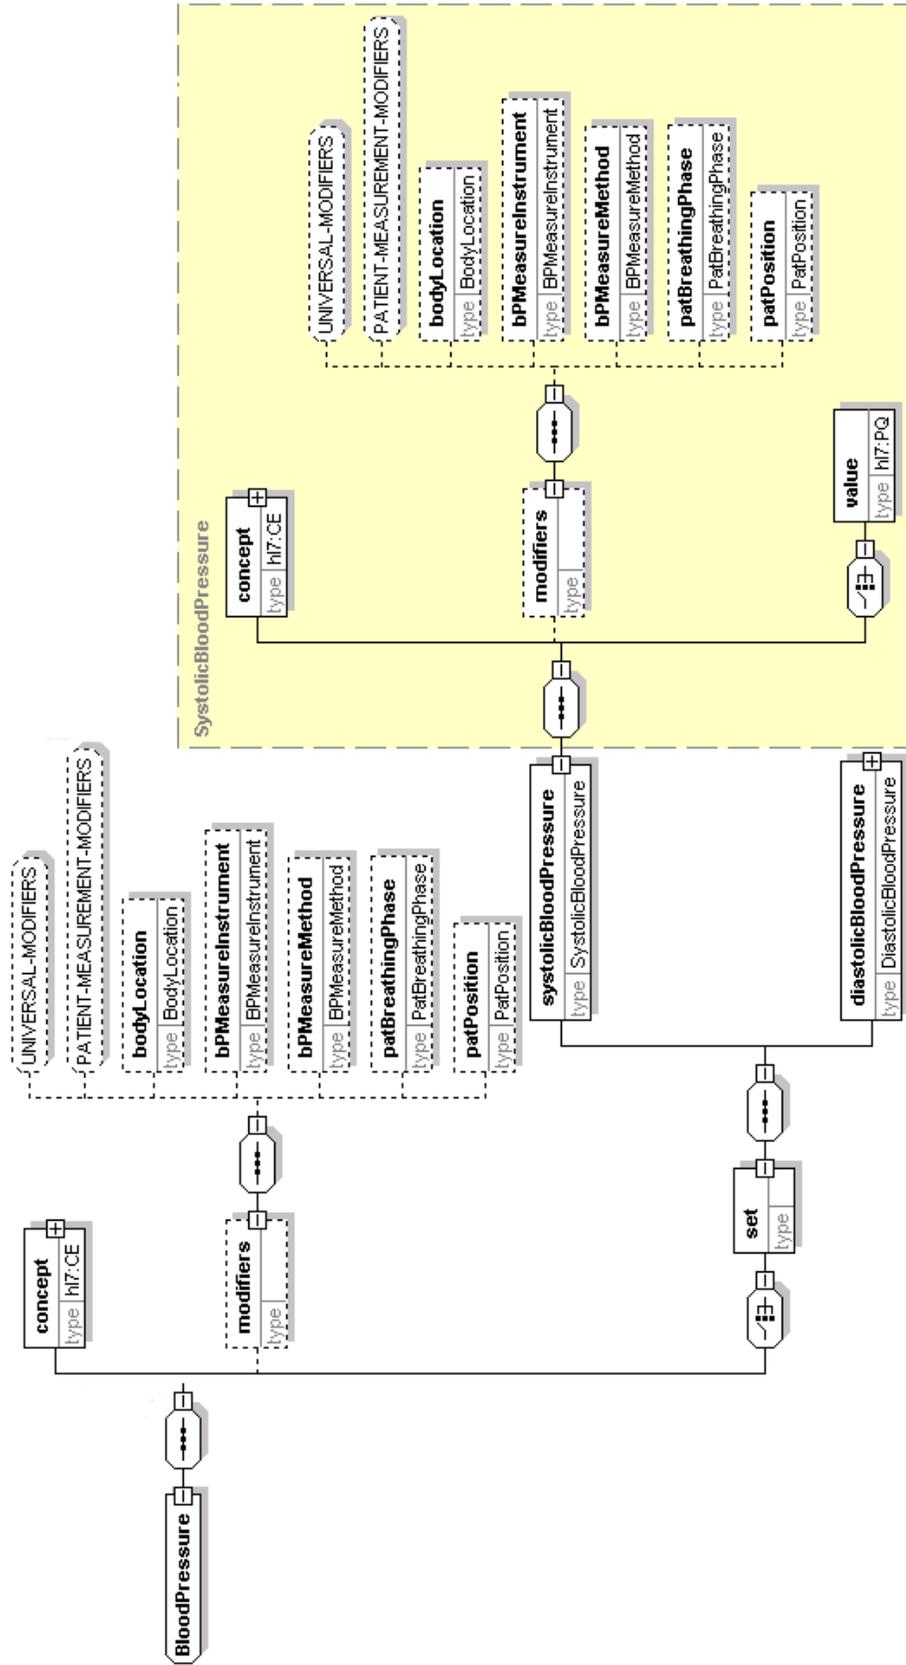 BloodPressure
concept
type hl7:CE
modifiers
type
UNIVERSAL-MODIFIERS
PATIENT-MEASUREMENT-MODIFIERS
bodyLocation
type BodyLocation
bPMeasureInstrument
type BPMeasureInstrument
bPMeasureMethod
type BPMeasureMethod
patBreathingPhase
type PatBreathingPhase
patPosition
type PatPosition
set
type
systolicBloodPressure
type SystolicBloodPressure
SystolicBloodPressure
concept
type hl7:CE
modifiers
type
UNIVERSAL-MODIFIERS
PATIENT-MEASUREMENT-MODIFIERS
bodyLocation
type BodyLocation
bPMeasureInstrument
type BPMeasureInstrument
bPMeasureMethod
type BPMeasureMethod
patBreathingPhase
type PatBreathingPhase
patPosition
type PatPosition
value
type hl7:PQ
diastolicBloodPressure
type DiastolicBloodPressure